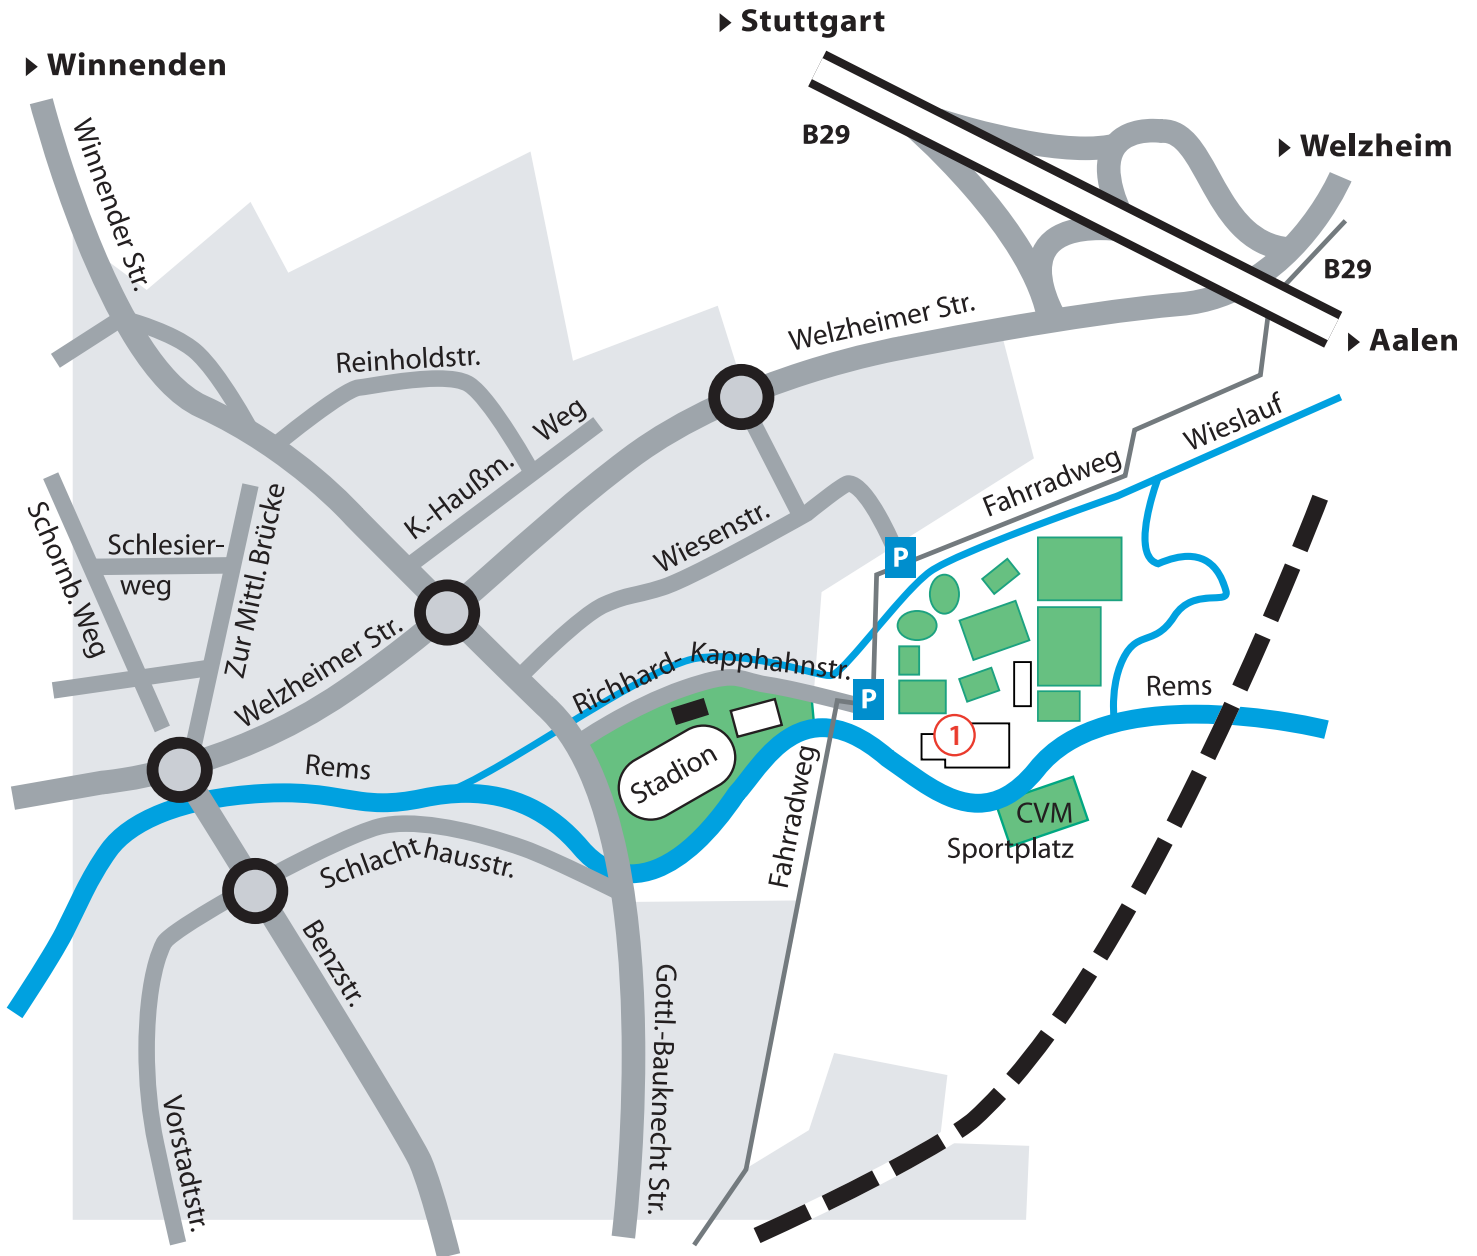 Stuttgart
Winnenden
B29
Welzheim
Winnender Str.
B29
Welzheimer Str.
Aalen
Reinholdstr.
K.-Haußm. Weg
Wieslauf
Fahrradweg
Schornb. Weg
Schlesier-
weg
Zur Mittl. Brücke
Wiesenstr.
P
Welzheimer Str.
Richhard- Kapphahnstr.
P
Rems
1
Rems
Stadion
Fahrradweg
CVM
Sportplatz
Schlachthausstr.
Benzstr.
Gottl.-Bauknecht Str.
Vorstadtstr.